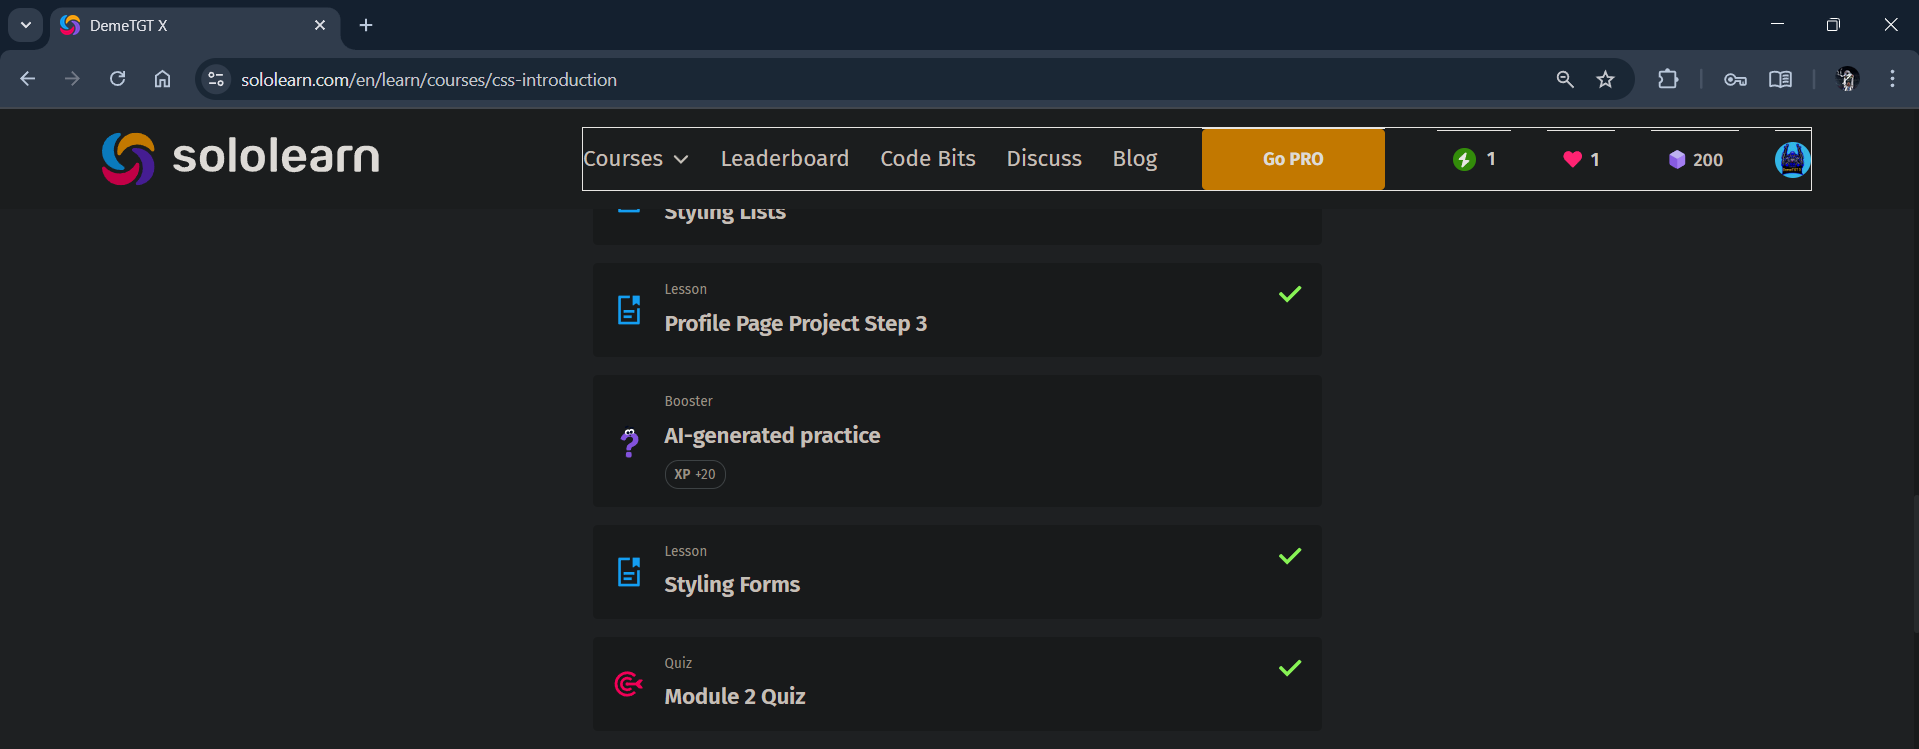 DemeTGT X
sololearn.com/en/learn/courses/css-introduction
sololearn
Courses Leaderboard Code Bits Discuss Blog Go PRO 1 1 200
Styling Lists
Lesson
Profile Page Project Step 3
Booster
AI-generated practice
XP +20
Lesson
Styling Forms
Quiz
Module 2 Quiz